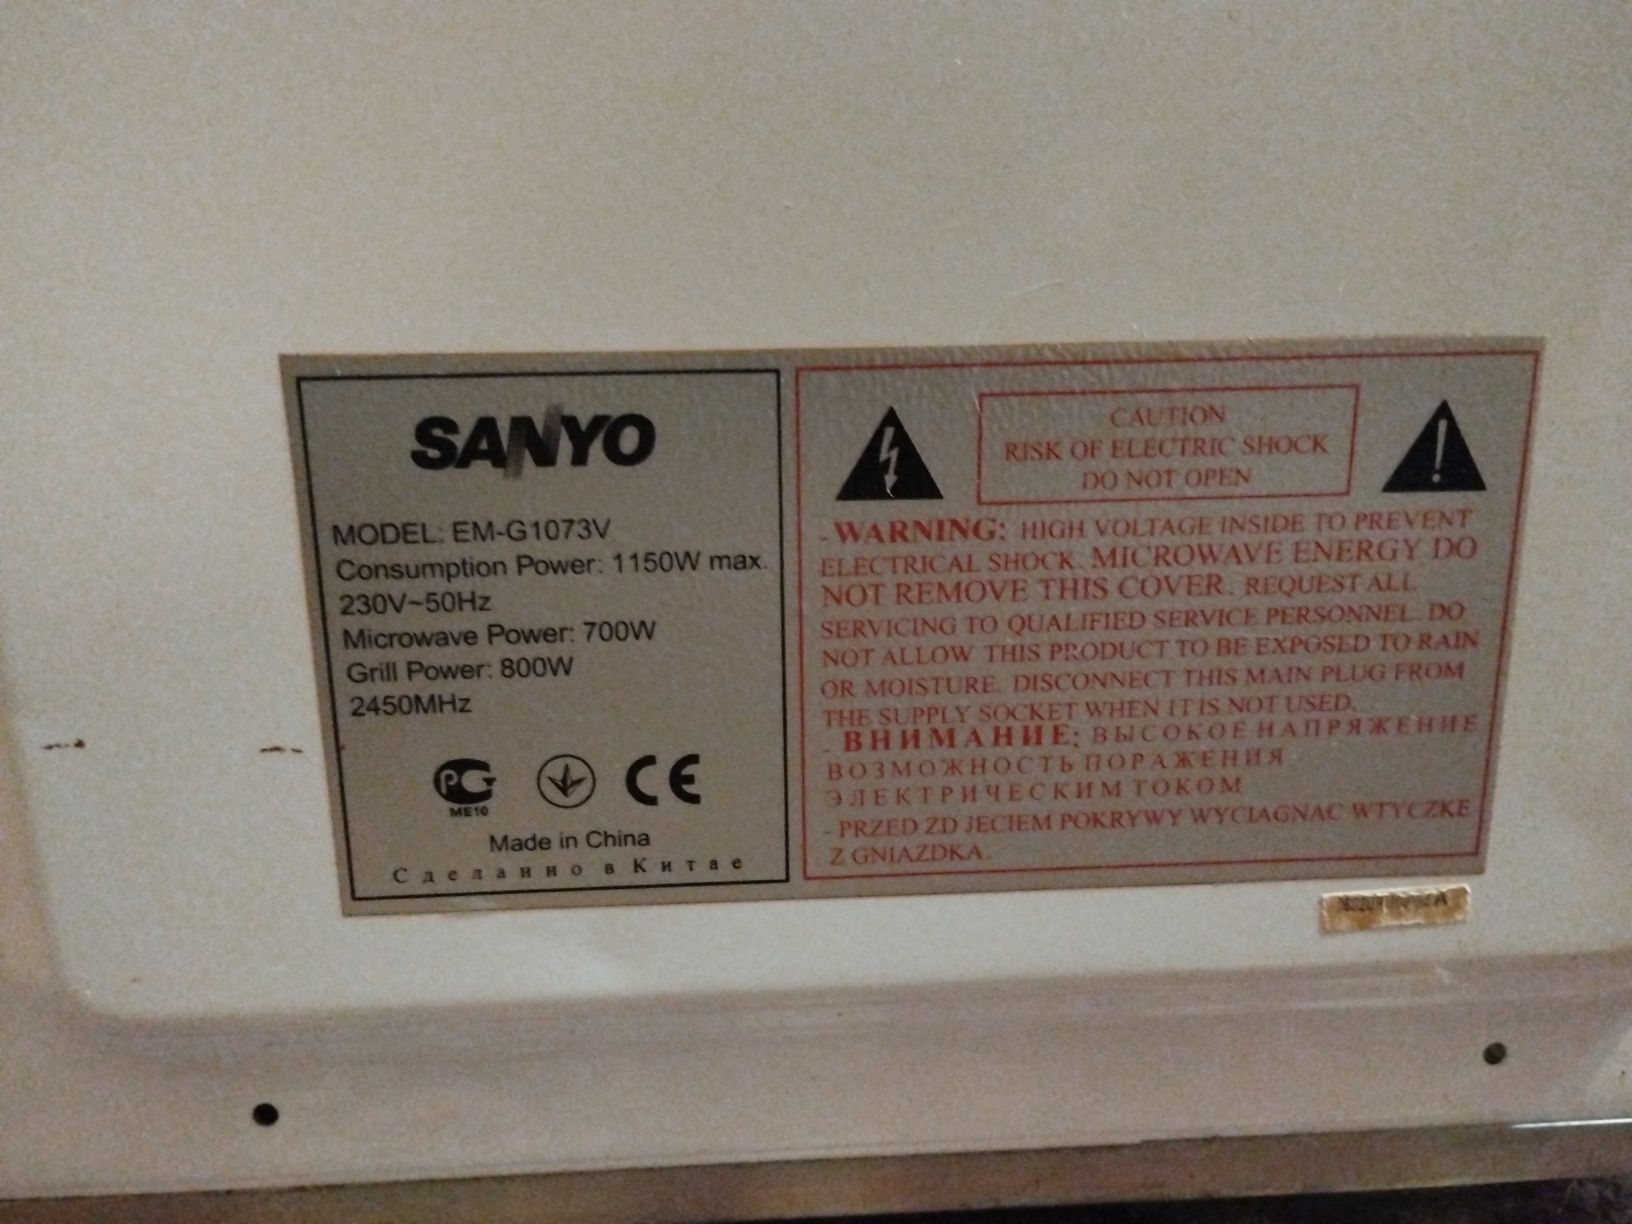 SANYO
MODEL: EM-G1073V
Consumption Power: 1150W max.
230V~50Hz
Microwave Power: 700W
Grill Power: 800W
2450MHz
РСТ
ME10
CE
Made in China
Сделанно в Китае
CAUTION
RISK OF ELECTRIC SHOCK
DO NOT OPEN
- WARNING: HIGH VOLTAGE INSIDE TO PREVENT
ELECTRICAL SHOCK. MICROWAVE ENERGY DO
NOT REMOVE THIS COVER. REQUEST ALL
SERVICING TO QUALIFIED SERVICE PERSONNEL. DO
NOT ALLOW THIS PRODUCT TO BE EXPOSED TO RAIN
OR MOISTURE. DISCONNECT THIS MAIN PLUG FROM
THE SUPPLY SOCKET WHEN IT IS NOT USED.
- ВНИМАНИЕ: ВЫСОКОЕ НАПРЯЖЕНИЕ
ВОЗМОЖНОСТЬ ПОРАЖЕНИЯ
ЭЛЕКТРИЧЕСКИМ ТОКОМ
- PRZED ZD JECIEM POKRYWY WYCIAGNAC WTYCZKE
Z GNIAZDKA.